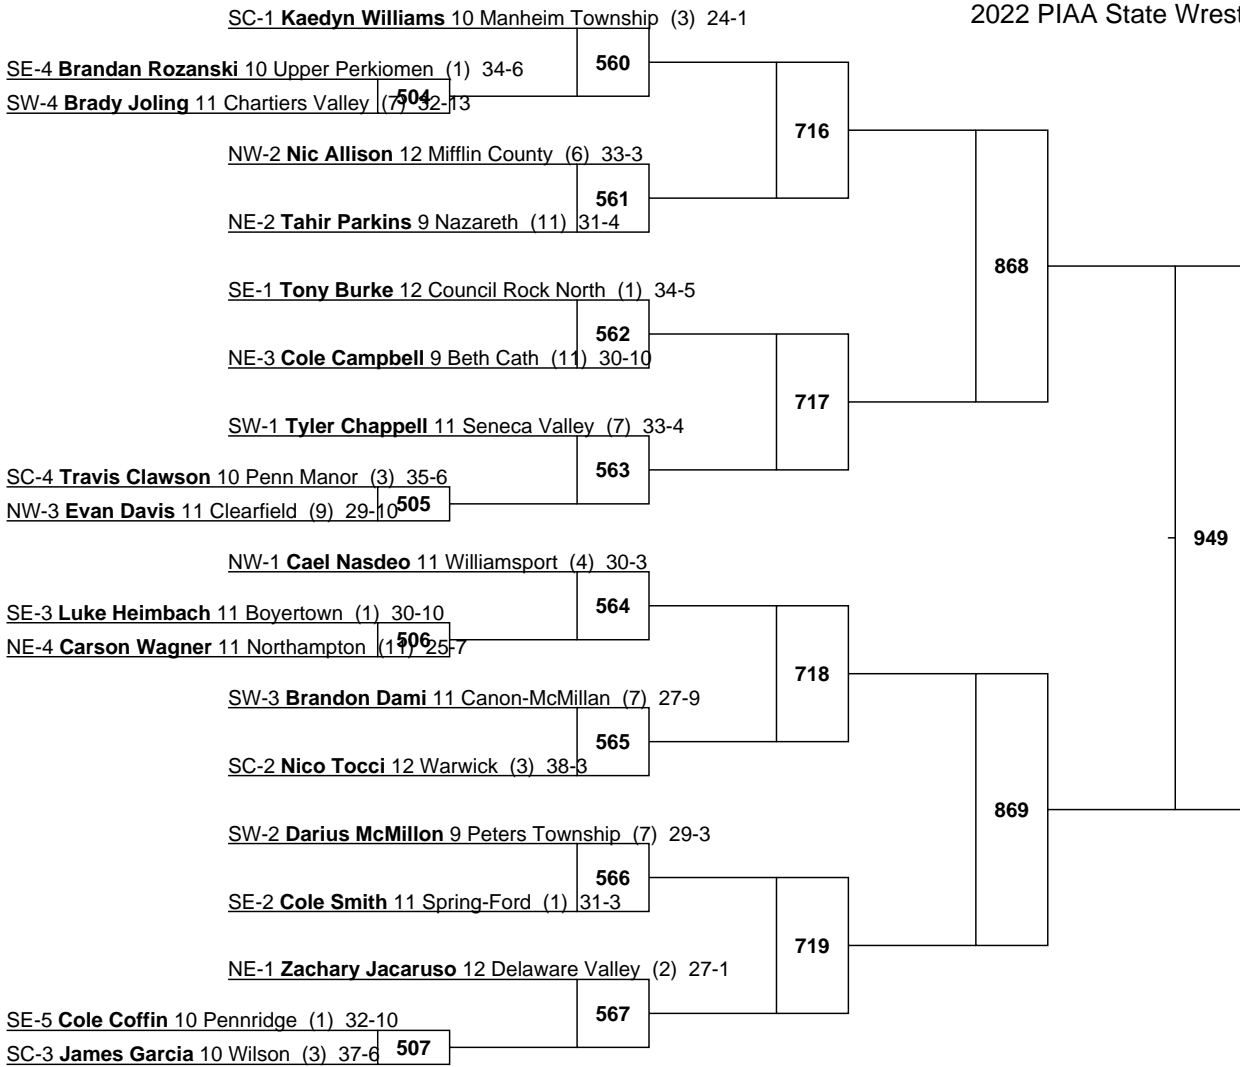 2022 PIAA State Wrest
SC-1 Kaedyn Williams 10 Manheim Township (3) 24-1
560
SE-4 Brandan Rozanski 10 Upper Perkiomen (1) 34-6
504
SW-4 Brady Joling 11 Chartiers Valley (7) 32-13
716
NW-2 Nic Allison 12 Mifflin County (6) 33-3
561
NE-2 Tahir Parkins 9 Nazareth (11) 31-4
868
SE-1 Tony Burke 12 Council Rock North (1) 34-5
562
NE-3 Cole Campbell 9 Beth Cath (11) 30-10
717
SW-1 Tyler Chappell 11 Seneca Valley (7) 33-4
563
SC-4 Travis Clawson 10 Penn Manor (3) 35-6
505
NW-3 Evan Davis 11 Clearfield (9) 29-10
949
NW-1 Cael Nasdeo 11 Williamsport (4) 30-3
564
SE-3 Luke Heimbach 11 Boyertown (1) 30-10
506
NE-4 Carson Wagner 11 Northampton (11) 25-7
718
SW-3 Brandon Dami 11 Canon-McMillan (7) 27-9
565
SC-2 Nico Tocci 12 Warwick (3) 38-3
869
SW-2 Darius McMillon 9 Peters Township (7) 29-3
566
SE-2 Cole Smith 11 Spring-Ford (1) 31-3
719
NE-1 Zachary Jacaruso 12 Delaware Valley (2) 27-1
567
SE-5 Cole Coffin 10 Pennridge (1) 32-10
507
SC-3 James Garcia 10 Wilson (3) 37-6